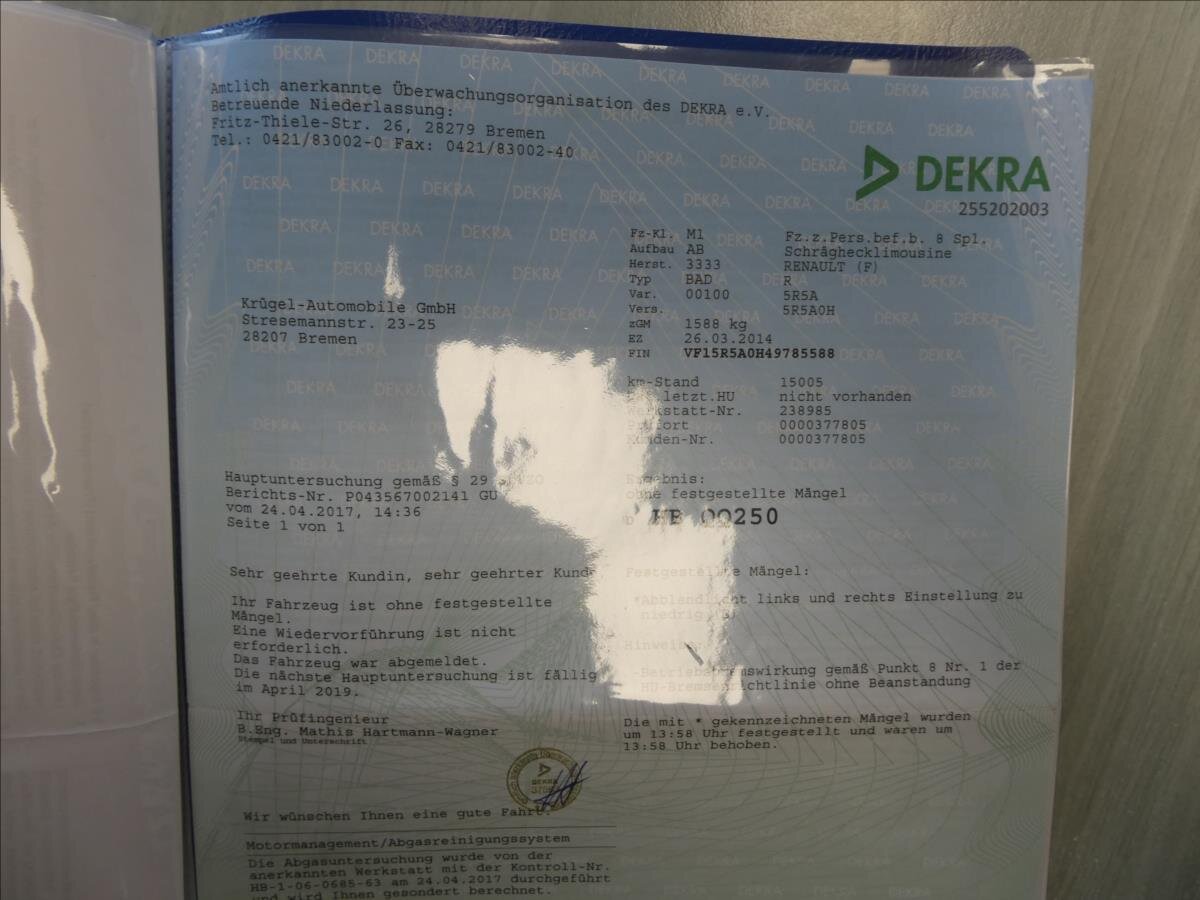 Amtlich anerkannte Überwachungsorganisation des DEKRA e.V.
Betreuende Niederlassung:
Fritz-Thiele-Str. 26, 28279 Bremen
Tel.: 0421/83002-0 Fax: 0421/83002-40
DEKRA
255202003
Fz-Kl. M1 Fz.z.Pers.bef.b. 8 Spl.
Aufbau AB Schräghecklimousine
Herst. 3333 RENAULT (F)
Typ BAD R
Var. 00100 5R5A
Vers. 5R5A0H
zGM 1588 kg
EZ 26.03.2014
FIN VF15R5A0H49785588
Krügel-Automobile GmbH
Stresemannstr. 23-25
28207 Bremen
km-Stand 15005
letzt.HU nicht vorhanden
Werkstatt-Nr. 238985
Prüfort 0000377805
Kunden-Nr. 0000377805
Hauptuntersuchung gemäß § 29
Berichts-Nr. P043567002141 GU
vom 24.04.2017, 14:36
Seite 1 von 1
Ergebnis:
ohne festgestellte Mängel
HB 00250
Sehr geehrte Kundin, sehr geehrter
Ihr Fahrzeug ist ohne festgestellte
Mängel.
Eine Wiedervorführung ist nicht
erforderlich.
Das Fahrzeug war abgemeldet.
Die nächste Hauptuntersuchung ist fällig
im April 2019.
Ihr Prüfingenieur
B.Eng. Mathis Hartmann-Wagner
Stempel und Unterschrift
DEKRA
Wir wünschen Ihnen eine gute Fahrt.
Motormanagement/Abgasreinigungssystem
Die Abgasuntersuchung wurde von der
anerkannten Werkstatt mit der Kontroll-Nr.
HB-1-06-0685-63 am 24.04.2017 durchgeführt
und wird Ihnen gesondert berechnet.
Festgestellte Mängel:
*Abblendlicht links und rechts Einstellung zu
niedrig
Hinweise
-Betriebsbremswirkung gemäß Punkt 8 Nr. 1 der
HU-Bremsenrichtlinie ohne Beanstandung
Die mit * gekennzeichneten Mängel wurden
um 13:58 Uhr festgestellt und waren um
13:58 Uhr behoben.